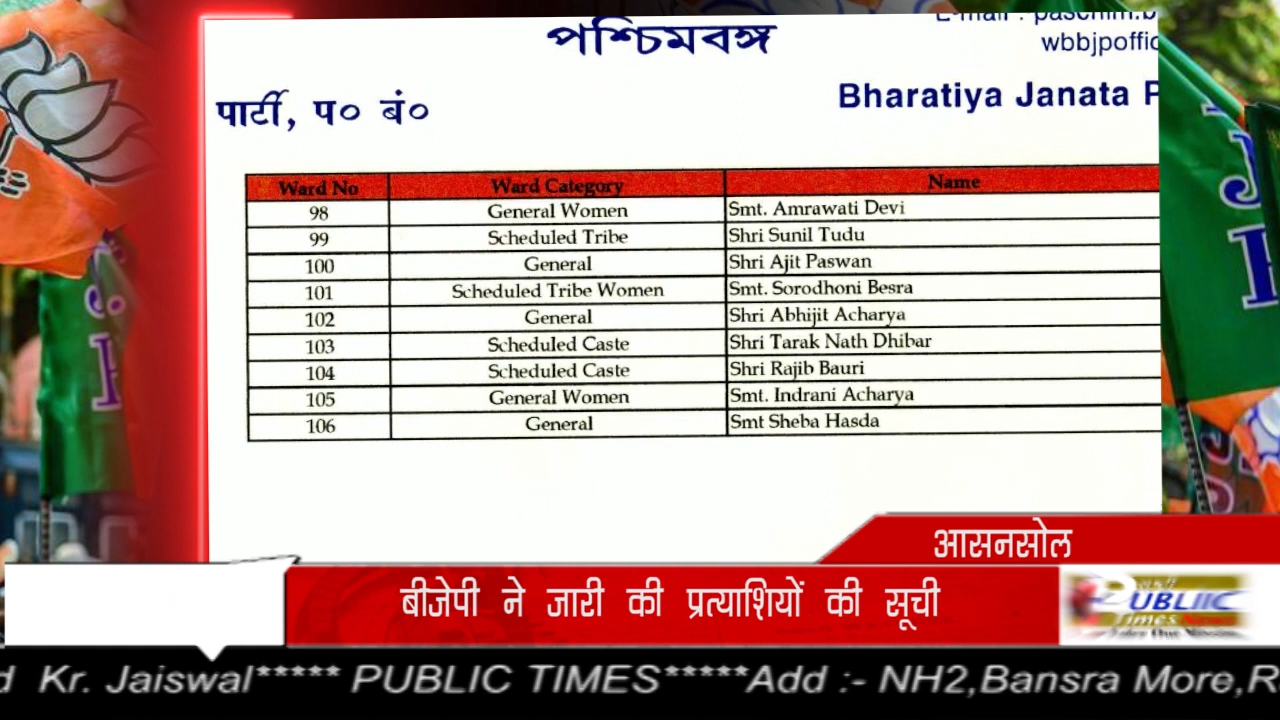 পশ্চিমবঙ্গ
wbbjpoffic
पार्टी, प० बं०
Bharatiya Janata P
Ward No Ward Category Name
98 General Women Smt. Amrawati Devi
99 Scheduled Tribe Shri Sunil Tudu
100 General Shri Ajit Paswan
101 Scheduled Tribe Women Smt. Sorodhoni Besra
102 General Shri Abhijit Acharya
103 Scheduled Caste Shri Tarak Nath Dhibar
104 Scheduled Caste Shri Rajib Bauri
105 General Women Smt. Indrani Acharya
106 General Smt Sheba Hasda
आसनसोल
बीजेपी ने जारी की प्रत्याशियों की सूची
UBLIIC
Times News
d Kr. Jaiswal***** PUBLIC TIMES*****Add :- NH2,Bansra More,R